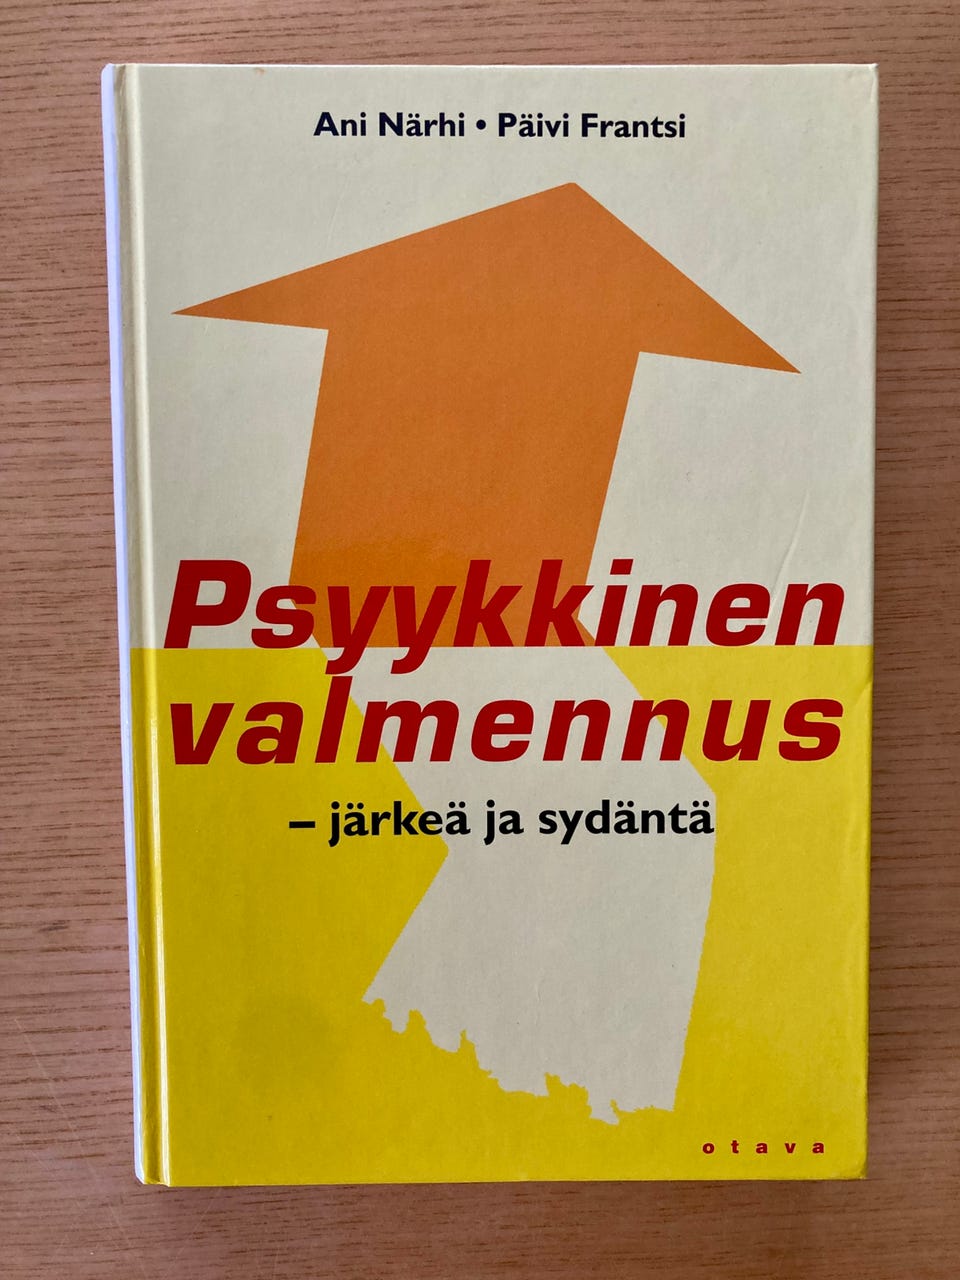 Ani Närhi • Päivi Frantsi
Psyykkinen
valmennus
– järkeä ja sydäntä
otava